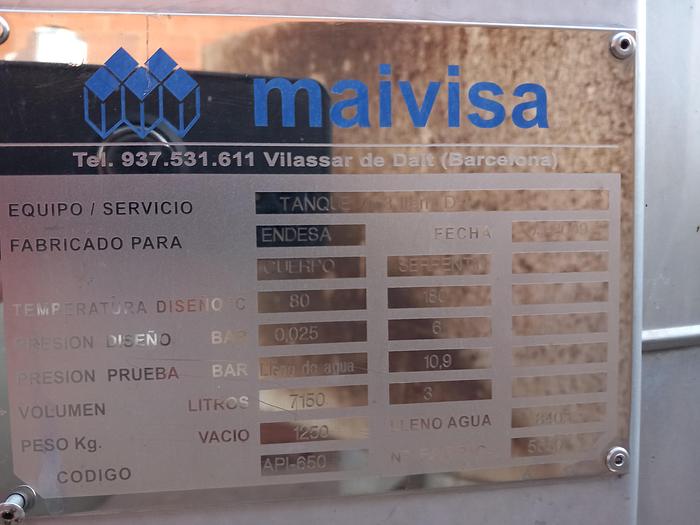 maivisa
Tel. 937.531.611 Vilassar de Dalt (Barcelona)
EQUIPO / SERVICIO TANQUE
FABRICADO PARA ENDESA FECHA
CUERPO SERPENTIN
TEMPERATURA DISEÑO ºC 80
PRESION DISEÑO BAR 0,025 6
PRESION PRUEBA BAR Lleno de agua 10,9
VOLUMEN LITROS 7150 3
PESO Kg. VACIO 1250 LLENO AGUA
CODIGO API-650